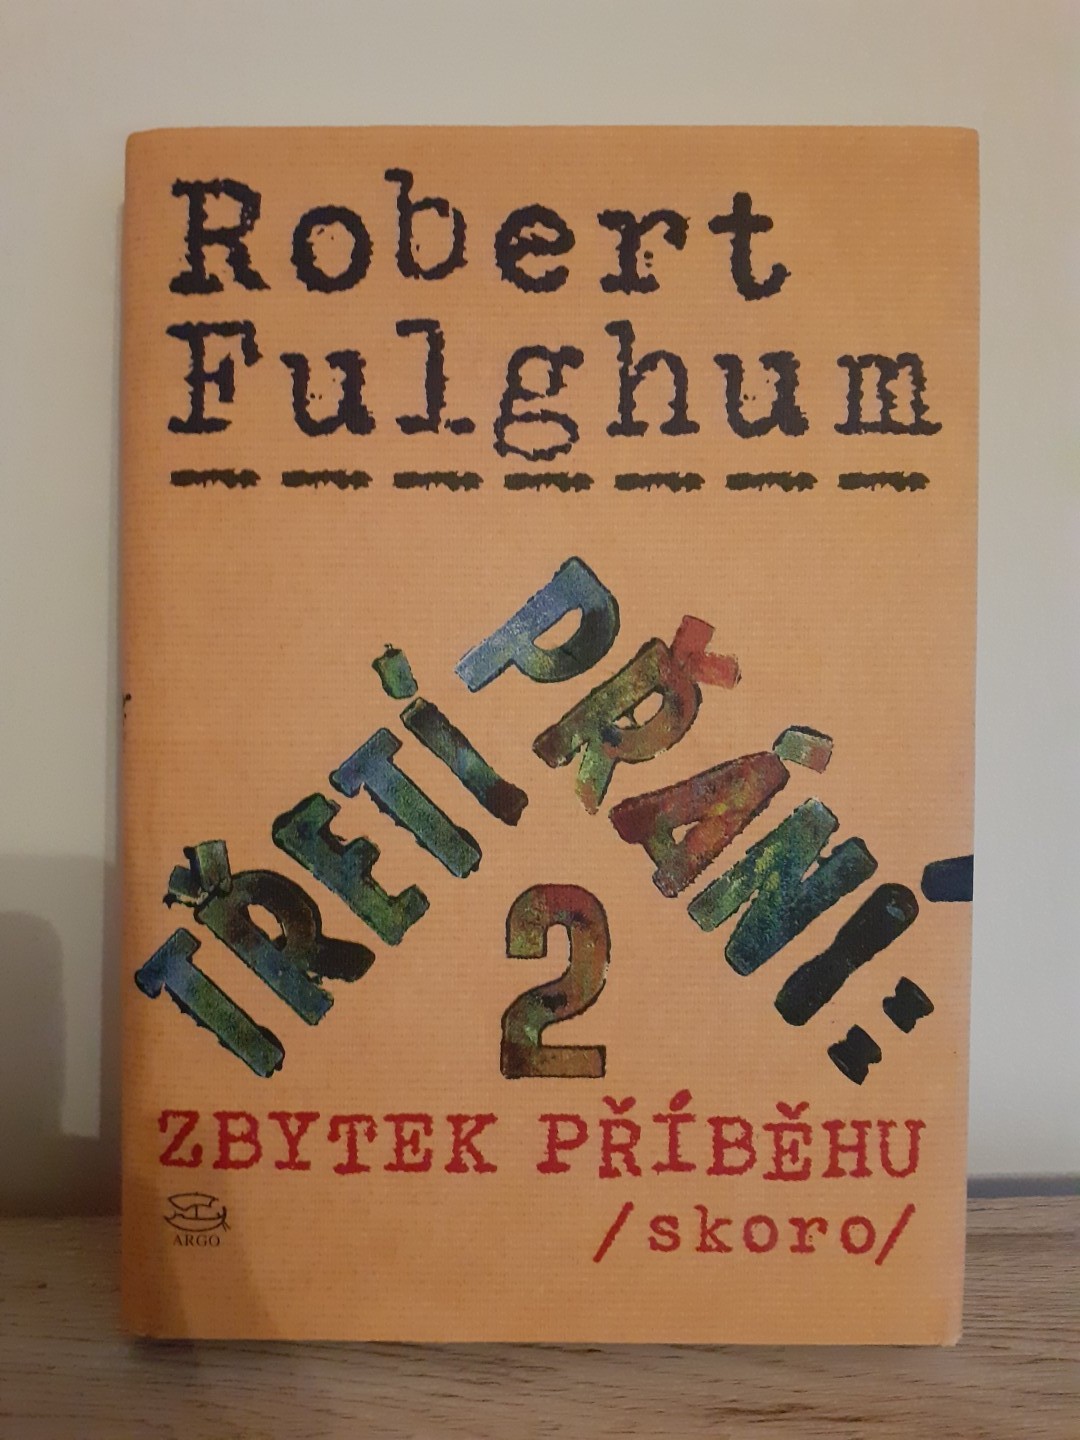 Robert
Fulghum
TŘETÍ PŘÁNÍ:
2
ZBYTEK PŘÍBĚHU
/skoro/
ARGO